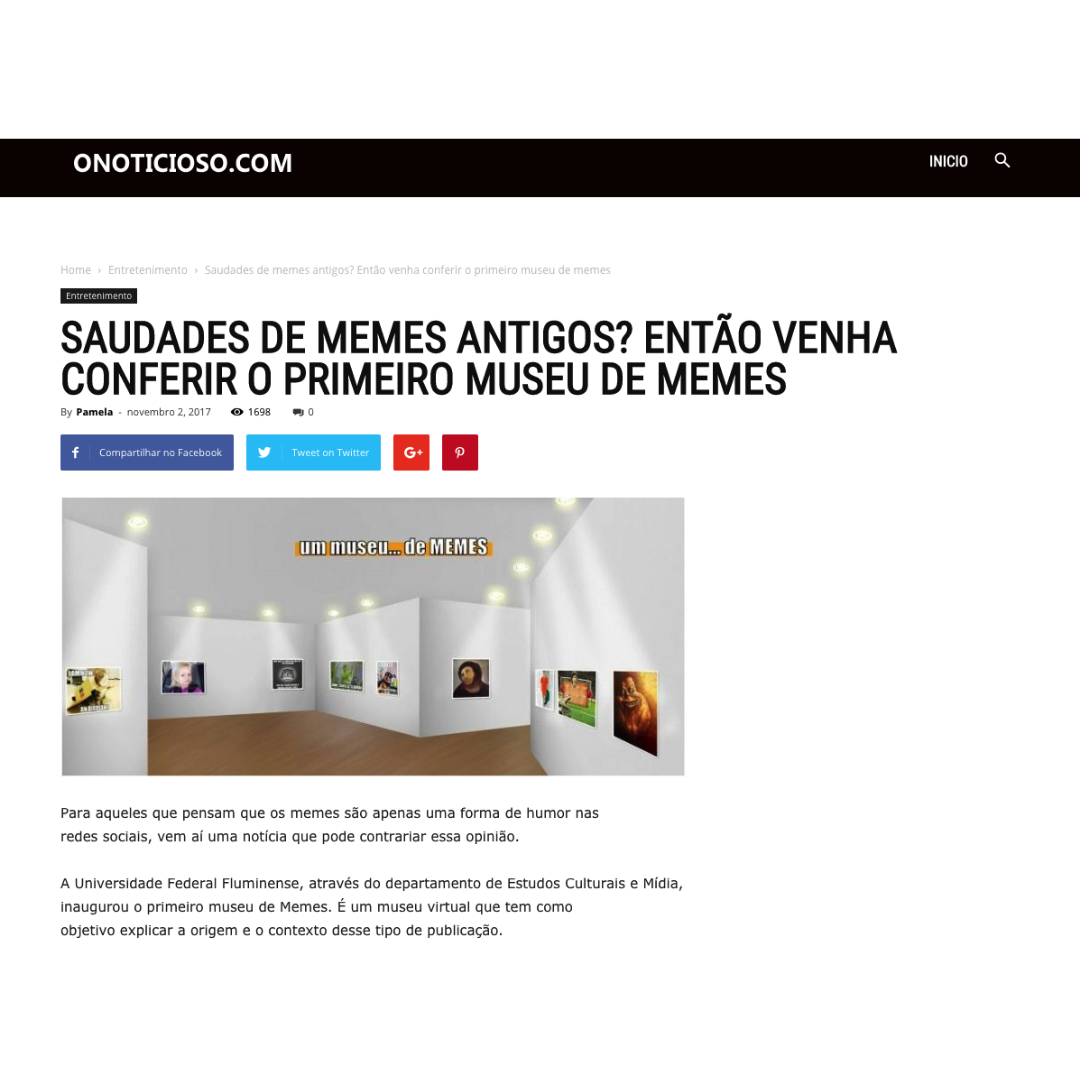 ONOTICIOSO.COM
INICIO
Home › Entretenimento › Saudades de memes antigos? Então venha conferir o primeiro museu de memes
Entretenimento
SAUDADES DE MEMES ANTIGOS? ENTÃO VENHA
CONFERIR O PRIMEIRO MUSEU DE MEMES
By Pamela - novembro 2, 2017 1698 0
Compartilhar no Facebook
Tweet on Twitter
G+
um museu... de MEMES
Para aqueles que pensam que os memes são apenas uma forma de humor nas
redes sociais, vem aí uma notícia que pode contrariar essa opinião.
A Universidade Federal Fluminense, através do departamento de Estudos Culturais e Mídia,
inaugurou o primeiro museu de Memes. É um museu virtual que tem como
objetivo explicar a origem e o contexto desse tipo de publicação.